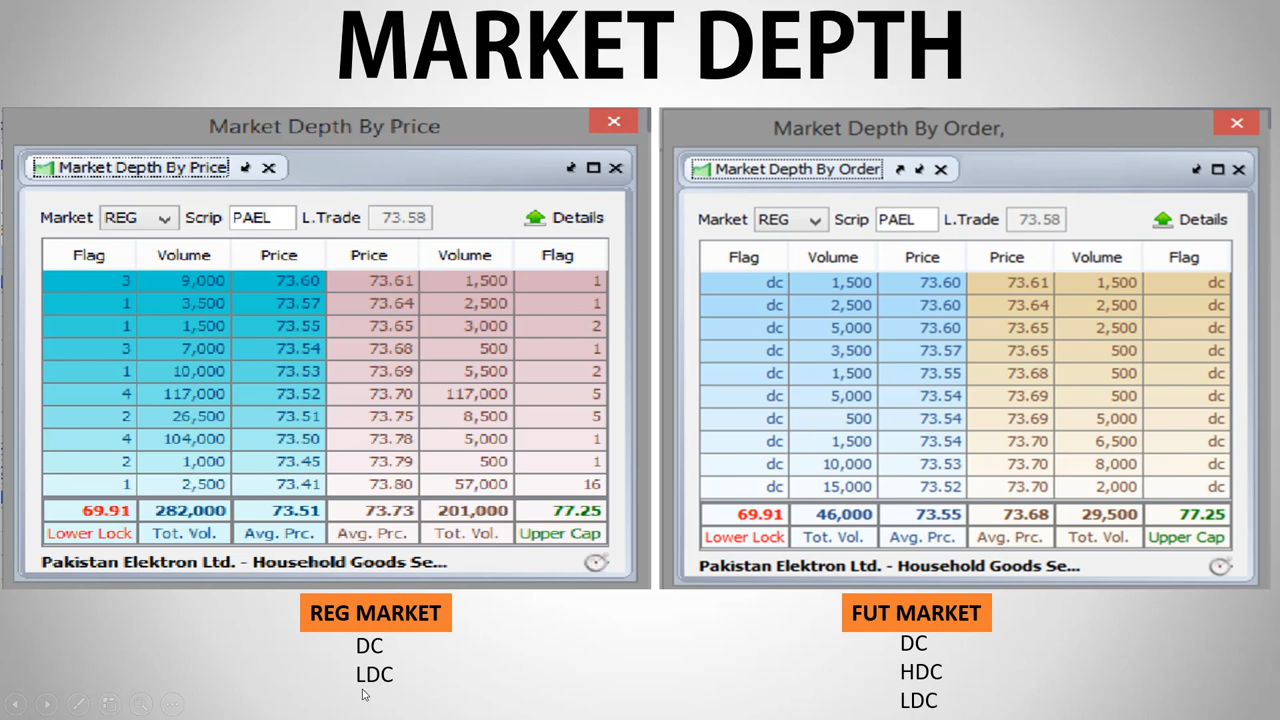 MARKET DEPTH
Market Depth By Price
Market Depth By Price
Market REG Scrip PAEL L.Trade 73.58 Details
Flag Volume Price Price Volume Flag
3 9,000 73.60 73.61 1,500 1
1 3,500 73.57 73.64 2,500 1
1 1,500 73.55 73.65 3,000 2
3 7,000 73.54 73.68 500 1
1 10,000 73.53 73.69 5,500 2
4 117,000 73.52 73.70 117,000 5
2 26,500 73.51 73.75 8,500 5
4 104,000 73.50 73.78 5,000 1
2 1,000 73.45 73.79 500 1
1 2,500 73.41 73.80 57,000 16
69.91 282,000 73.51 73.73 201,000 77.25
Lower Lock Tot. Vol. Avg. Prc. Avg. Prc. Tot. Vol. Upper Cap
Pakistan Elektron Ltd. - Household Goods Se...
Market Depth By Order,
Market Depth By Order
Market REG Scrip PAEL L.Trade 73.58 Details
Flag Volume Price Price Volume Flag
dc 1,500 73.60 73.61 1,500 dc
dc 2,500 73.60 73.64 2,500 dc
dc 5,000 73.60 73.65 2,500 dc
dc 3,500 73.57 73.65 500 dc
dc 1,500 73.55 73.68 500 dc
dc 5,000 73.54 73.69 500 dc
dc 500 73.54 73.69 5,000 dc
dc 1,500 73.54 73.70 6,500 dc
dc 10,000 73.53 73.70 8,000 dc
dc 15,000 73.52 73.70 2,000 dc
69.91 46,000 73.55 73.68 29,500 77.25
Lower Lock Tot. Vol. Avg. Prc. Avg. Prc. Tot. Vol. Upper Cap
Pakistan Elektron Ltd. - Household Goods Se...
REG MARKET
DC
LDC
FUT MARKET
DC
HDC
LDC